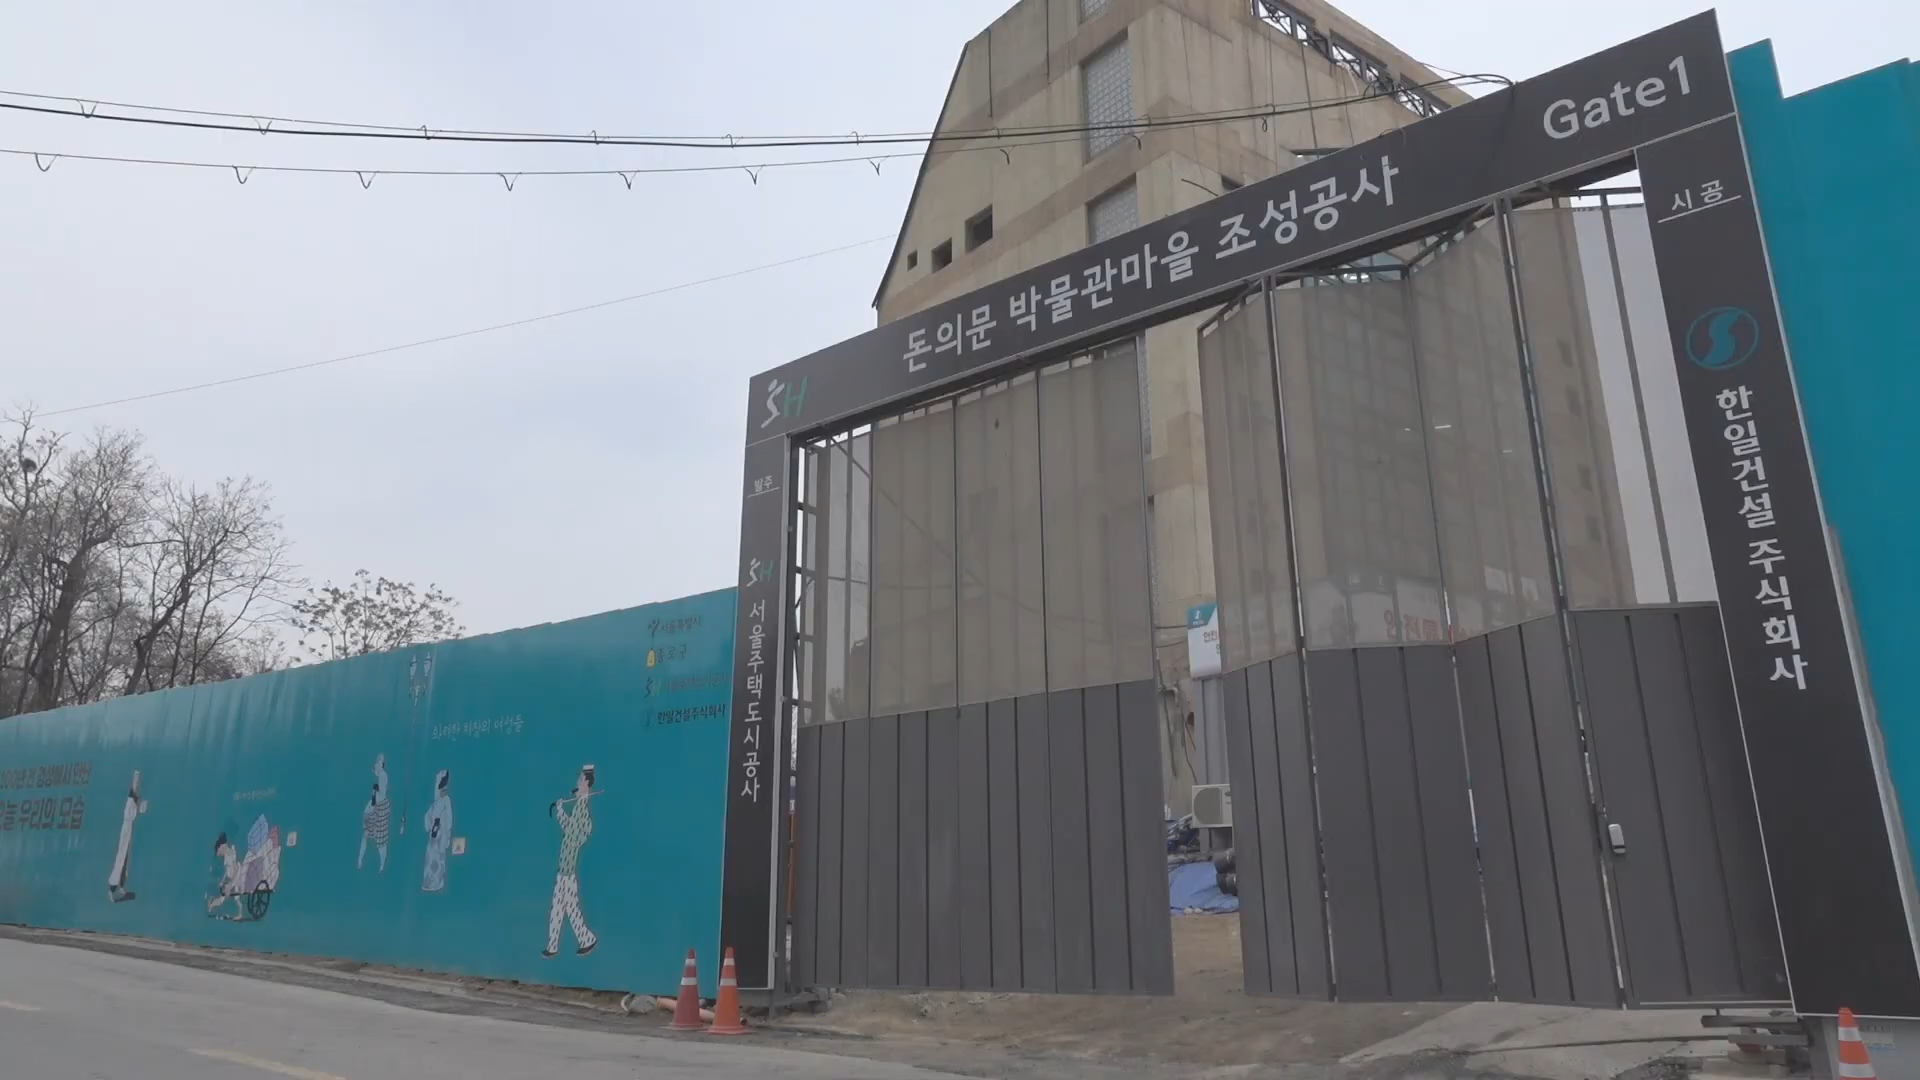 Gate1
돈의문 박물관마을 조성공사
SH
발주
SH
서울주택도시공사
시공
한일건설 주식회사
서울특별시
종로구
한일건설주식회사
오늘 우리의 모습